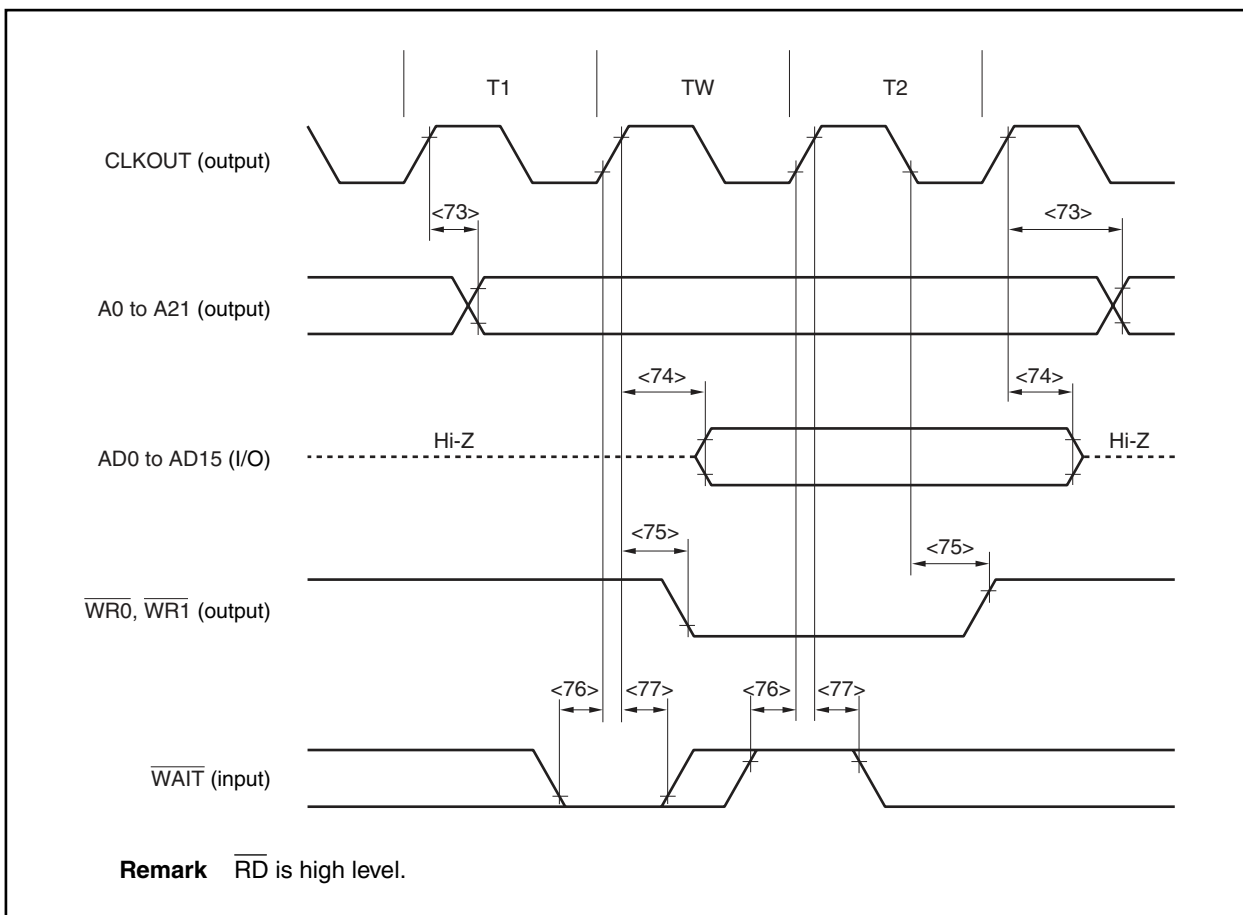 T1 TW T2
CLKOUT (output)
<73> <73>
A0 to A21 (output)
<74> <74>
Hi-Z Hi-Z
AD0 to AD15 (I/O)
<75> <75>
WR0, WR1 (output)
<76> <77> <76> <77>
WAIT (input)
Remark RD is high level.